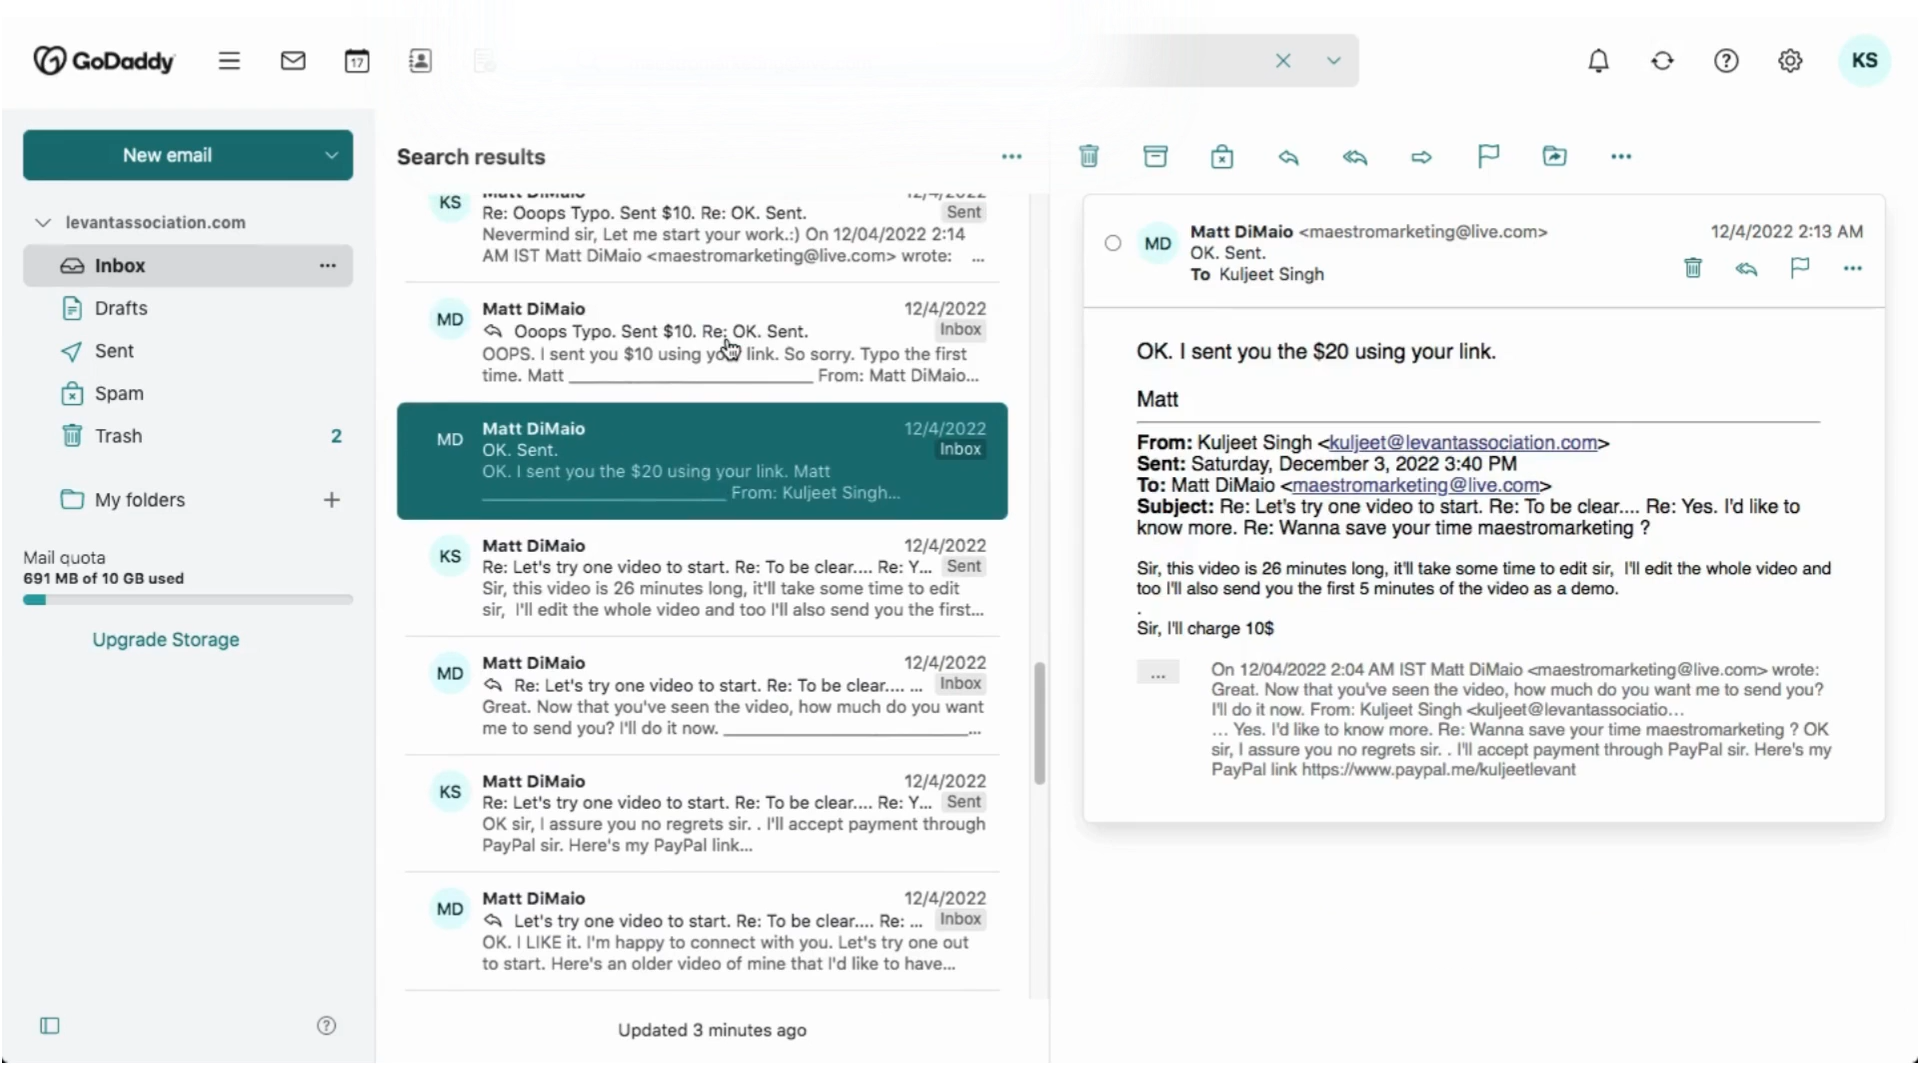 GoDaddy
17
KS
New email
levantassociation.com
Inbox
Drafts
Sent
Spam
Trash 2
My folders
Mail quota
691 MB of 10 GB used
Upgrade Storage
Search results
KS Matt DiMaio 12/4/2022
Re: Ooops Typo. Sent $10. Re: OK. Sent. Sent
Nevermind sir, Let me start your work.:) On 12/04/2022 2:14
AM IST Matt DiMaio <maestromarketing@live.com> wrote: ...
MD Matt DiMaio 12/4/2022
Ooops Typo. Sent $10. Re: OK. Sent. Inbox
OOPS. I sent you $10 using your link. So sorry. Typo the first
time. Matt __________________________ From: Matt DiMaio...
MD Matt DiMaio 12/4/2022
OK. Sent. Inbox
OK. I sent you the $20 using your link. Matt
__________________________ From: Kuljeet Singh...
KS Matt DiMaio 12/4/2022
Re: Let's try one video to start. Re: To be clear.... Re: Y... Sent
Sir, this video is 26 minutes long, it'll take some time to edit
sir, I'll edit the whole video and too I'll also send you the first...
MD Matt DiMaio 12/4/2022
Re: Let's try one video to start. Re: To be clear.... ... Inbox
Great. Now that you've seen the video, how much do you want
me to send you? I'll do it now. __________________________...
KS Matt DiMaio 12/4/2022
Re: Let's try one video to start. Re: To be clear.... Re: Y... Sent
OK sir, I assure you no regrets sir. . I'll accept payment through
PayPal sir. Here's my PayPal link...
MD Matt DiMaio 12/4/2022
Let's try one video to start. Re: To be clear.... Re: ... Inbox
OK. I LIKE it. I'm happy to connect with you. Let's try one out
to start. Here's an older video of mine that I'd like to have...
Updated 3 minutes ago
MD Matt DiMaio <maestromarketing@live.com> 12/4/2022 2:13 AM
OK. Sent.
To Kuljeet Singh
OK. I sent you the $20 using your link.
Matt
From: Kuljeet Singh <kuljeet@levantassociation.com>
Sent: Saturday, December 3, 2022 3:40 PM
To: Matt DiMaio <maestromarketing@live.com>
Subject: Re: Let's try one video to start. Re: To be clear.... Re: Yes. I'd like to
know more. Re: Wanna save your time maestromarketing ?
Sir, this video is 26 minutes long, it'll take some time to edit sir, I'll edit the whole video and
too I'll also send you the first 5 minutes of the video as a demo.
.
Sir, I'll charge 10$
... On 12/04/2022 2:04 AM IST Matt DiMaio <maestromarketing@live.com> wrote:
Great. Now that you've seen the video, how much do you want me to send you?
I'll do it now. From: Kuljeet Singh <kuljeet@levantassociatio...
... Yes. I'd like to know more. Re: Wanna save your time maestromarketing ? OK
sir, I assure you no regrets sir. . I'll accept payment through PayPal sir. Here's my
PayPal link https://www.paypal.me/kuljeetlevant